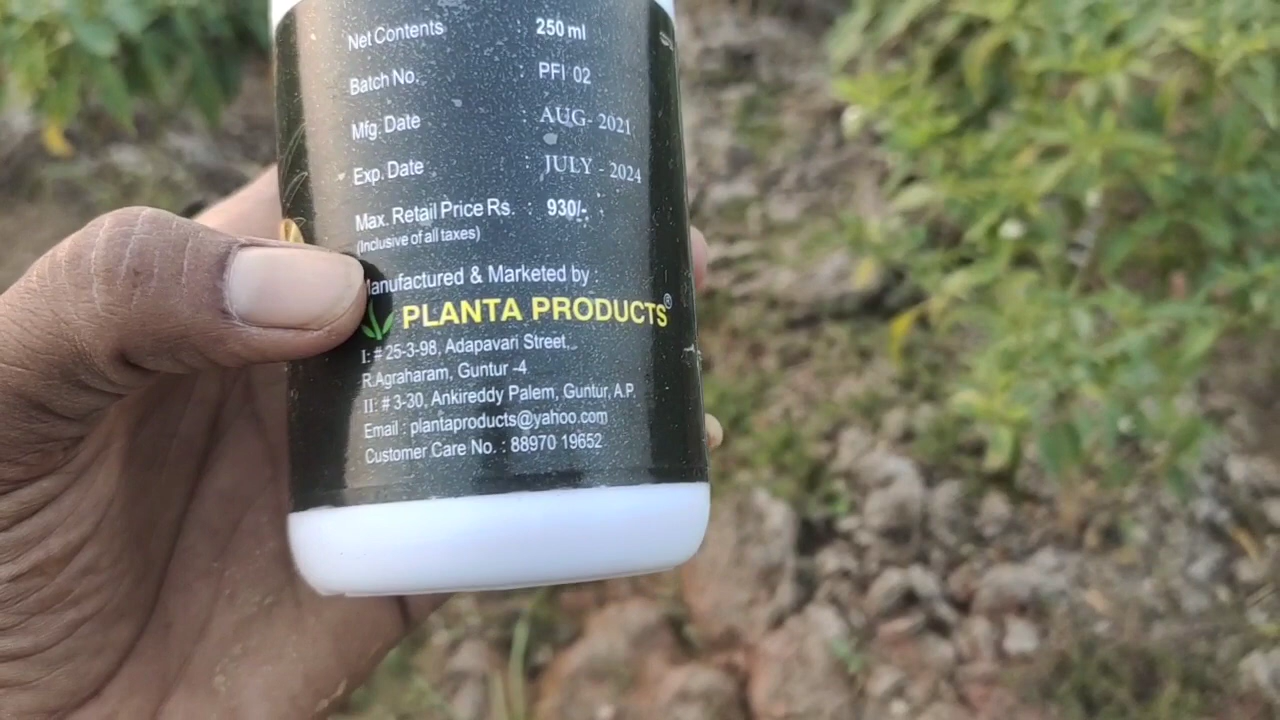 Net Contents : 250 ml
Batch No. : PFI 02
Mfg. Date : AUG- 2021
Exp. Date : JULY - 2024
Max. Retail Price Rs. : 930/-
(Inclusive of all taxes)
Manufactured & Marketed by :
PLANTA PRODUCTS®
I: # 25-3-98, Adapavari Street,
R.Agraharam, Guntur -4
II: # 3-30, Ankireddy Palem, Guntur, A.P.
Email : plantaproducts@yahoo.com
Customer Care No. : 88970 19652